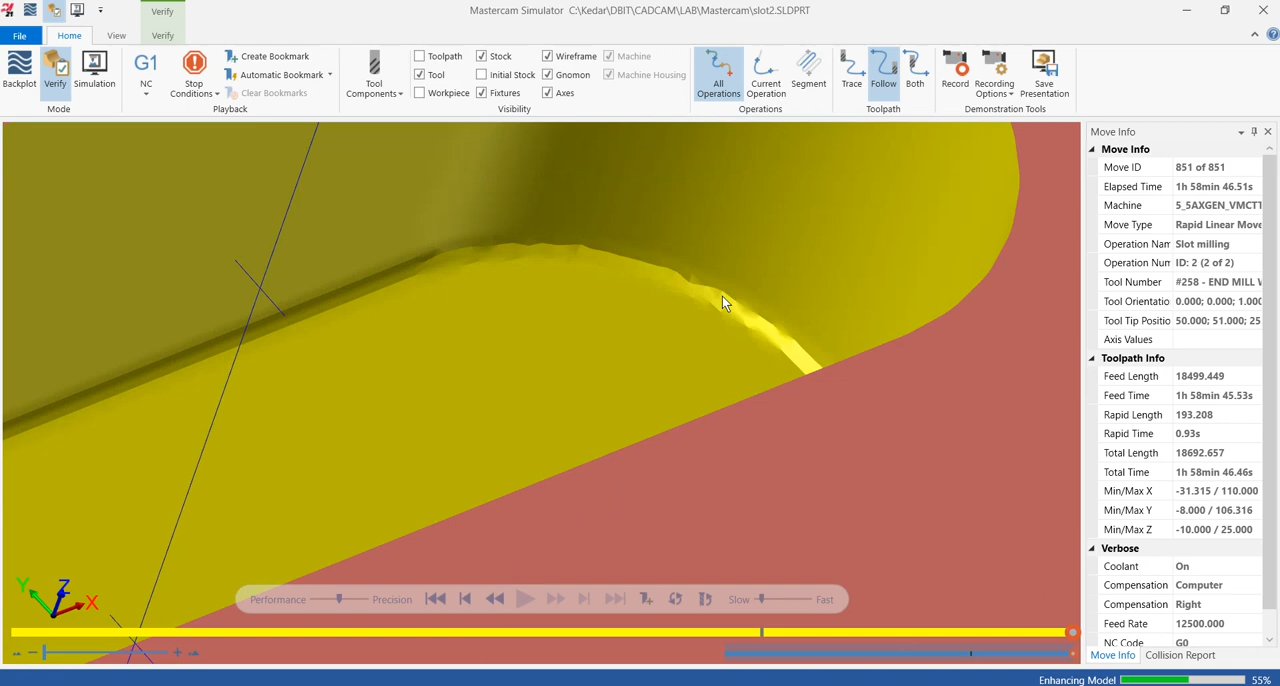 Verify
Mastercam Simulator C:\Kedar\DBIT\CADCAM\LAB\Mastercam\slot2.SLDPRT
File Home View Verify
Backplot Verify Simulation
Mode
G1
NC
Stop Conditions
Create Bookmark
Automatic Bookmark
Clear Bookmarks
Playback
Tool Components
Toolpath Stock Wireframe Machine
Tool Initial Stock Gnomon Machine Housing
Workpiece Fixtures Axes
Visibility
All Operations
Current Operation
Segment
Operations
Trace Follow Both
Toolpath
Record
Recording Options
Save Presentation
Demonstration Tools
Move Info
Move Info
Move ID 851 of 851
Elapsed Time 1h 58min 46.51s
Machine 5_5AXGEN_VMCTT
Move Type Rapid Linear Move
Operation Nam Slot milling
Operation Num ID: 2 (2 of 2)
Tool Number #258 - END MILL W
Tool Orientatio 0.000; 0.000; 1.000
Tool Tip Positio 50.000; 51.000; 25
Axis Values
Toolpath Info
Feed Length 18499.449
Feed Time 1h 58min 45.53s
Rapid Length 193.208
Rapid Time 0.93s
Total Length 18692.657
Total Time 1h 58min 46.46s
Min/Max X -31.315 / 110.000
Min/Max Y -8.000 / 106.316
Min/Max Z -10.000 / 25.000
Verbose
Coolant On
Compensation Computer
Compensation Right
Feed Rate 12500.000
NC Code G0
Move Info Collision Report
Y Z X
Performance Precision Slow Fast
Enhancing Model 55%